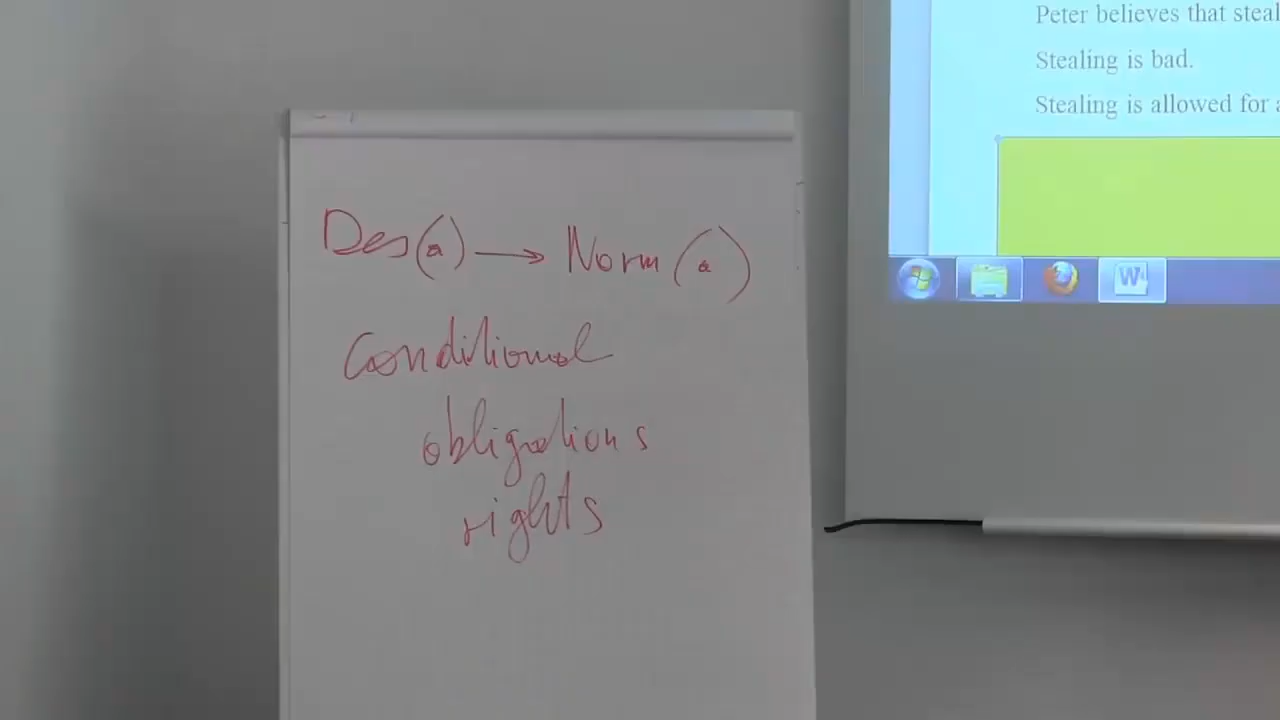 Des(a) → Norm(a)
conditional
obligations
rights
Peter believes that steal
Stealing is bad.
Stealing is allowed for a
W